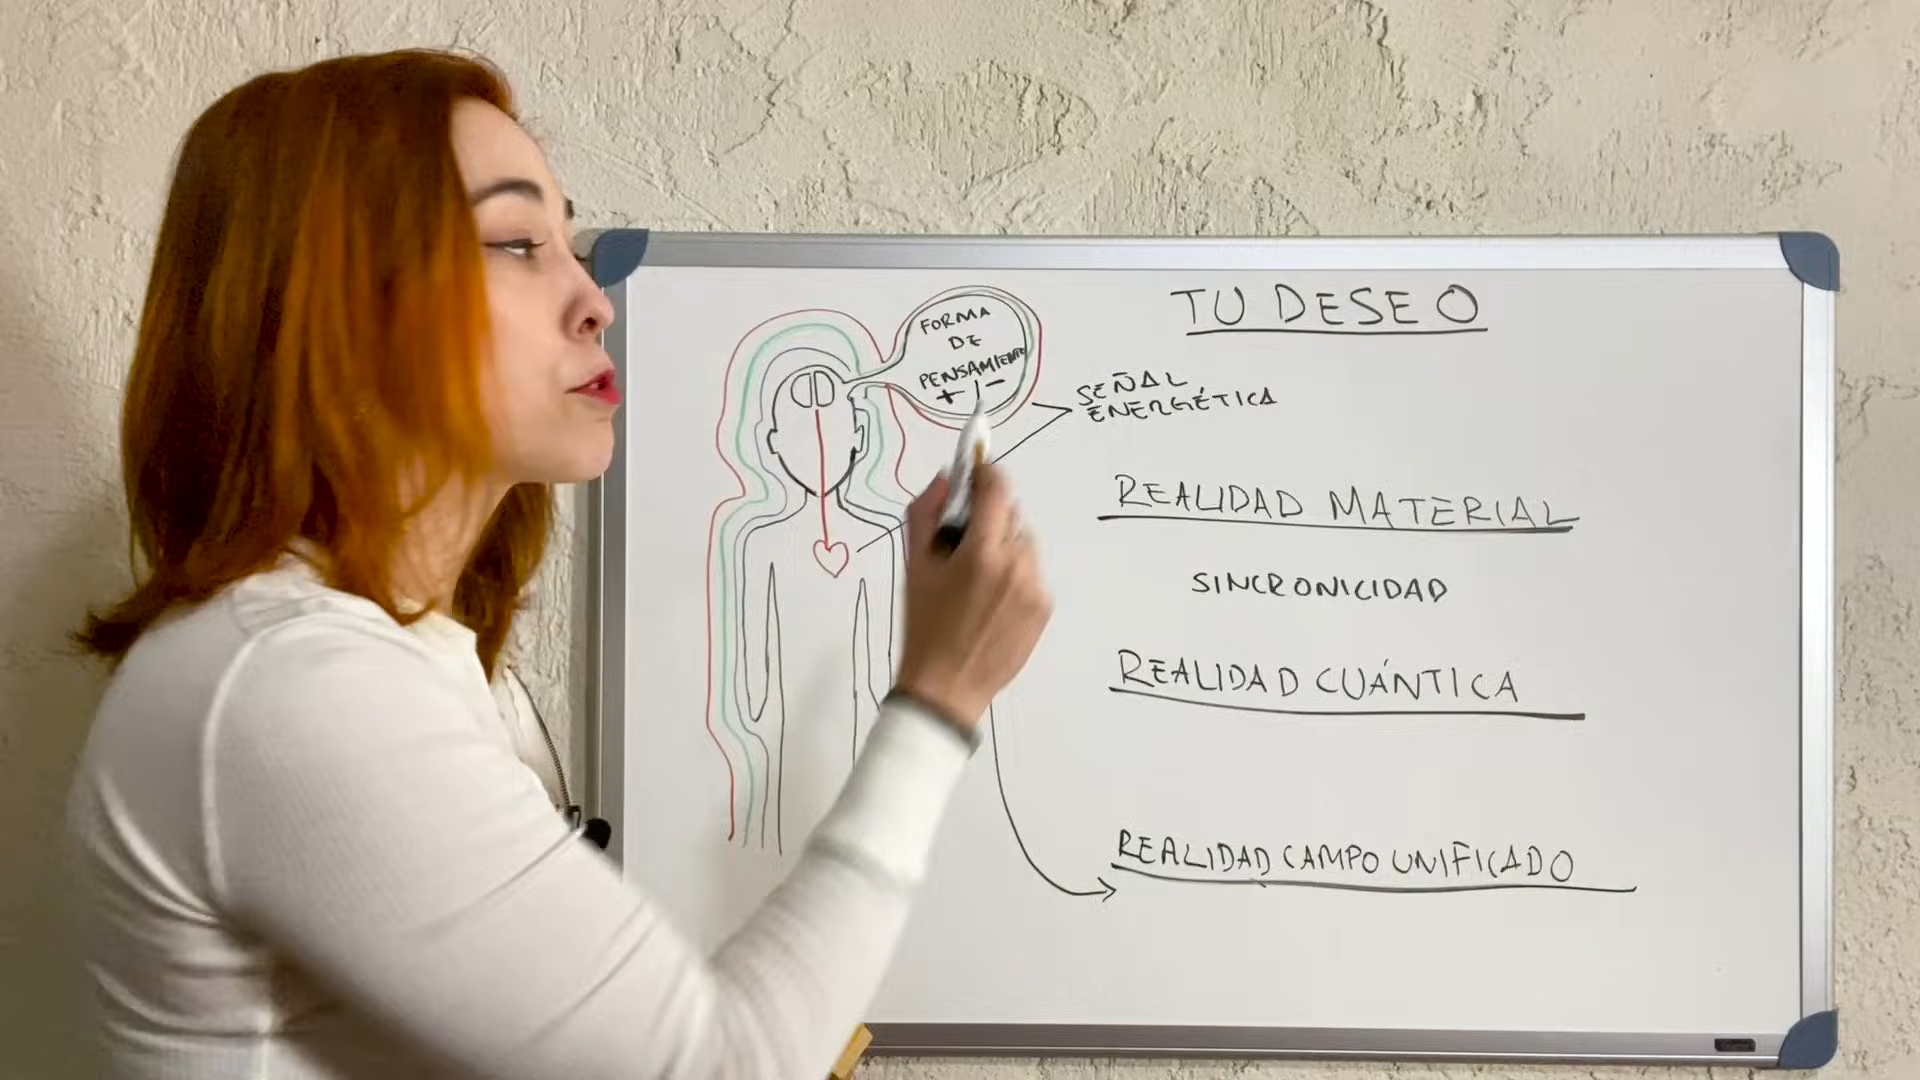 FORMA
DE
PENSAMIENTO
+ / -
TU DESEO
SEÑAL
ENERGÉTICA
REALIDAD MATERIAL
SINCRONICIDAD
REALIDAD CUÁNTICA
REALIDAD CAMPO UNIFICADO